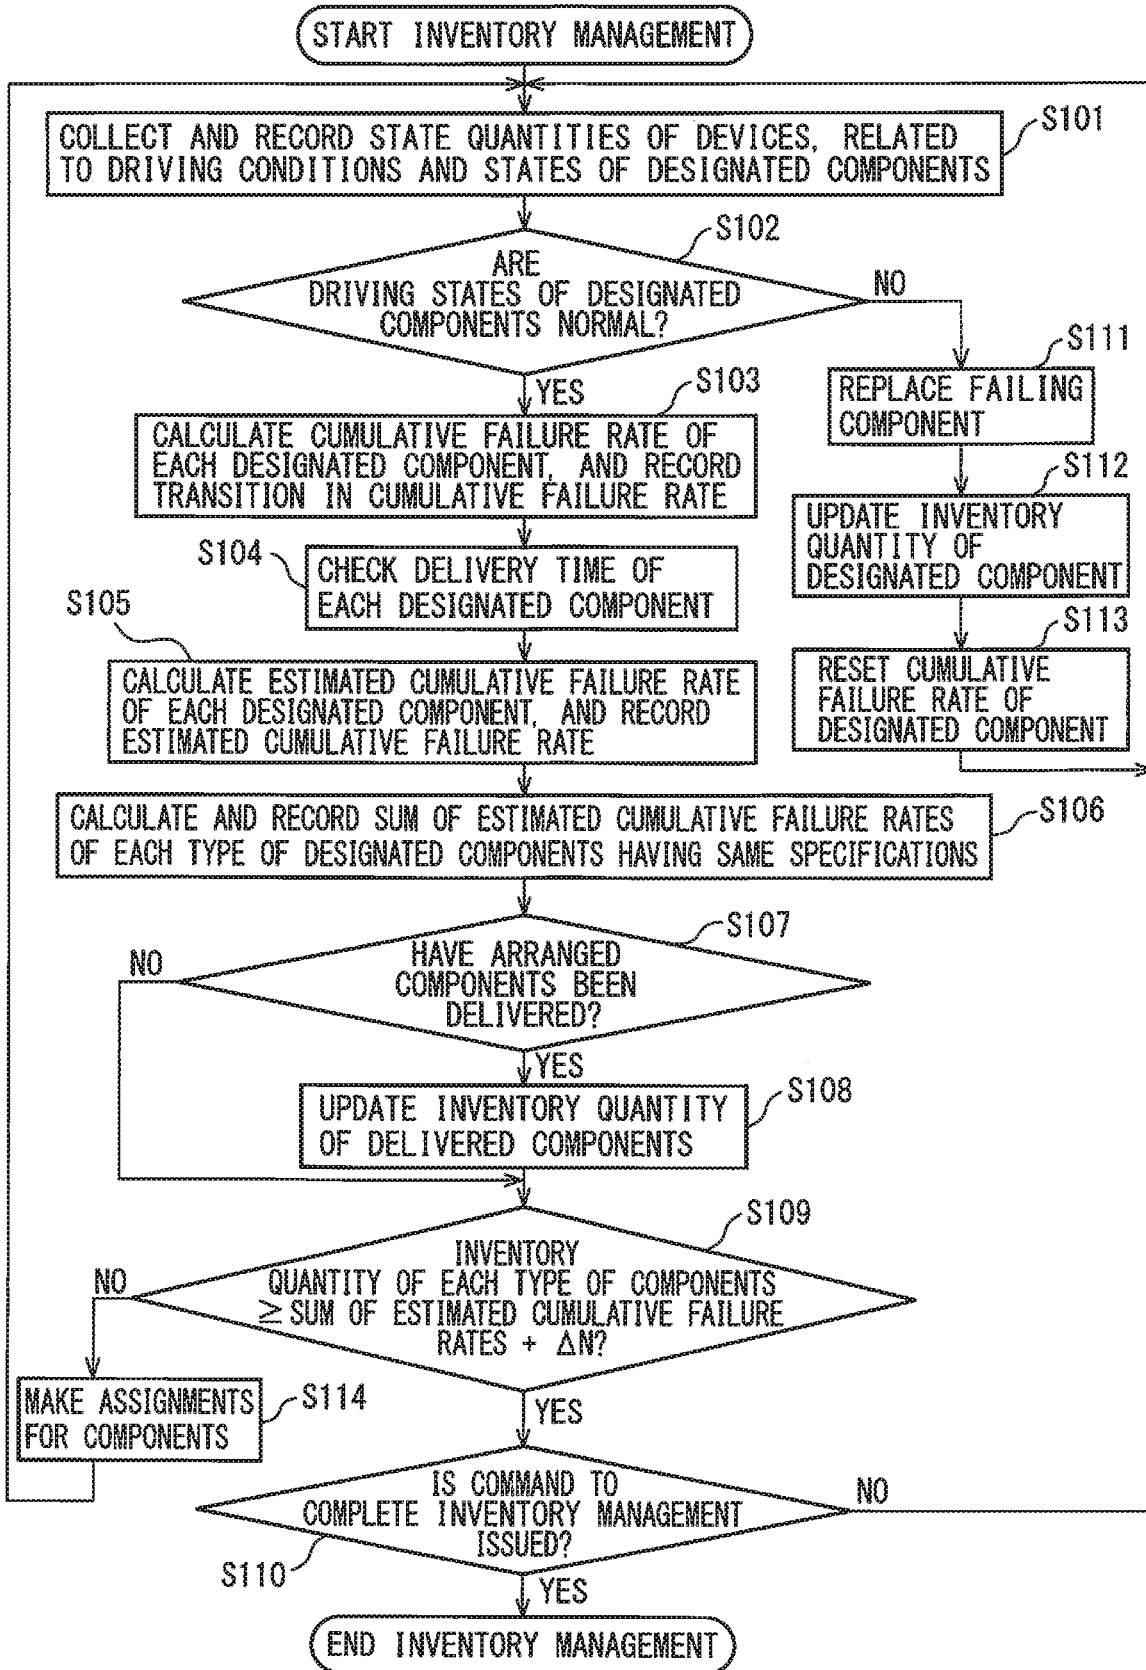 START INVENTORY MANAGEMENT
S101
COLLECT AND RECORD STATE QUANTITIES OF DEVICES, RELATED
TO DRIVING CONDITIONS AND STATES OF DESIGNATED COMPONENTS
S102
ARE
DRIVING STATES OF DESIGNATED
COMPONENTS NORMAL?
NO
YES
S111
REPLACE FAILING
COMPONENT
S103
CALCULATE CUMULATIVE FAILURE RATE OF
EACH DESIGNATED COMPONENT, AND RECORD
TRANSITION IN CUMULATIVE FAILURE RATE
S112
UPDATE INVENTORY
QUANTITY OF
DESIGNATED COMPONENT
S104
CHECK DELIVERY TIME OF
EACH DESIGNATED COMPONENT
S113
RESET CUMULATIVE
FAILURE RATE OF
DESIGNATED COMPONENT
S105
CALCULATE ESTIMATED CUMULATIVE FAILURE RATE
OF EACH DESIGNATED COMPONENT, AND RECORD
ESTIMATED CUMULATIVE FAILURE RATE
S106
CALCULATE AND RECORD SUM OF ESTIMATED CUMULATIVE FAILURE RATES
OF EACH TYPE OF DESIGNATED COMPONENTS HAVING SAME SPECIFICATIONS
S107
HAVE ARRANGED
COMPONENTS BEEN
DELIVERED?
NO
YES
S108
UPDATE INVENTORY QUANTITY
OF DELIVERED COMPONENTS
S109
INVENTORY
QUANTITY OF EACH TYPE OF COMPONENTS
≥ SUM OF ESTIMATED CUMULATIVE FAILURE
RATES + ΔN?
NO
YES
S114
MAKE ASSIGNMENTS
FOR COMPONENTS
IS COMMAND TO
COMPLETE INVENTORY MANAGEMENT
ISSUED?
NO
S110
YES
END INVENTORY MANAGEMENT